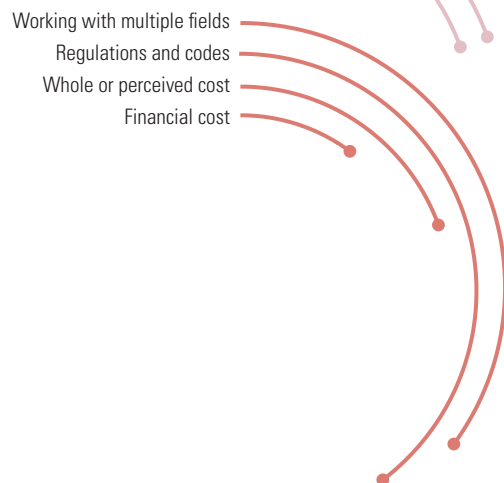 Working with multiple fields
Regulations and codes
Whole or perceived cost
Financial cost